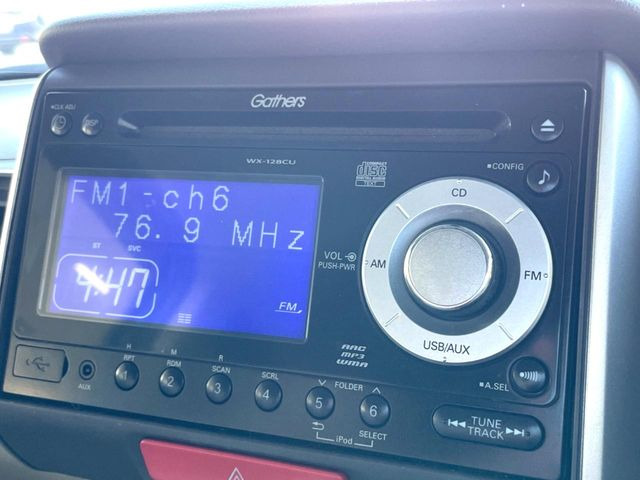 CLK ADJ
DISP
Gathers
WX-128CU
COMPACT
disc
DIGITAL AUDIO
TEXT
CONFIG
FM1-ch6
76.9 MHz
ST SVC
4:47
FM
VOL
PUSH-PWR
CD
AM
FM
USB/AUX
AAC
MP3
WMA
A.SEL
AUX
H
RPT
1
M
RDM
2
R
SCAN
3
SCRL
4
FOLDER
5
6
iPod
SELECT
TUNE
TRACK